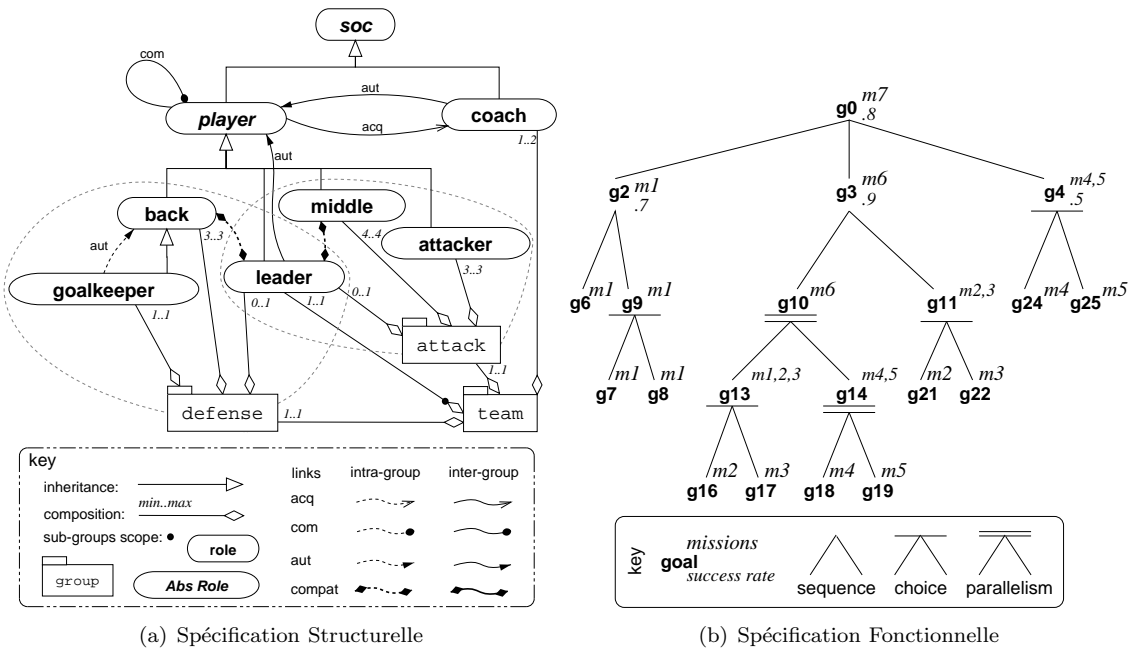 soc
com
aut
player
coach
acq
1..2
aut
back
middle
3..3
4..4
aut
attacker
3..3
goalkeeper
leader
1..1
0..1
1..1
0..1
attack
1..1
defense
1..1
team
key
links
intra-group
inter-group
inheritance:
acq
min..max
composition:
com
sub-groups scope:
role
aut
group
Abs Role
compat
(a) Spécification Structurelle
g0 m7
.8
g2 m1
.7
g3 m6
.9
g4 m4,5
.5
g6 m1
g9 m1
g10 m6
g11 m2,3
g24 m4
g25 m5
g7 m1
g8 m1
g13 m1,2,3
g14 m4,5
g21 m2
g22 m3
g16 m2
g17 m3
g18 m4
g19 m5
key
missions
goal
success rate
sequence
choice
parallelism
(b) Spécification Fonctionnelle